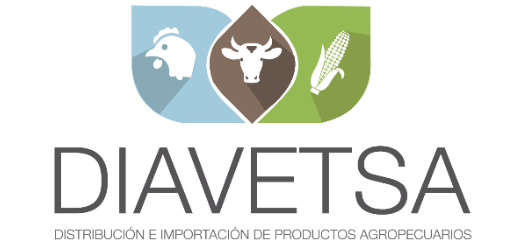 DIAVETSA
DISTRIBUCIÓN E IMPORTACIÓN DE PRODUCTOS AGROPECUARIOS